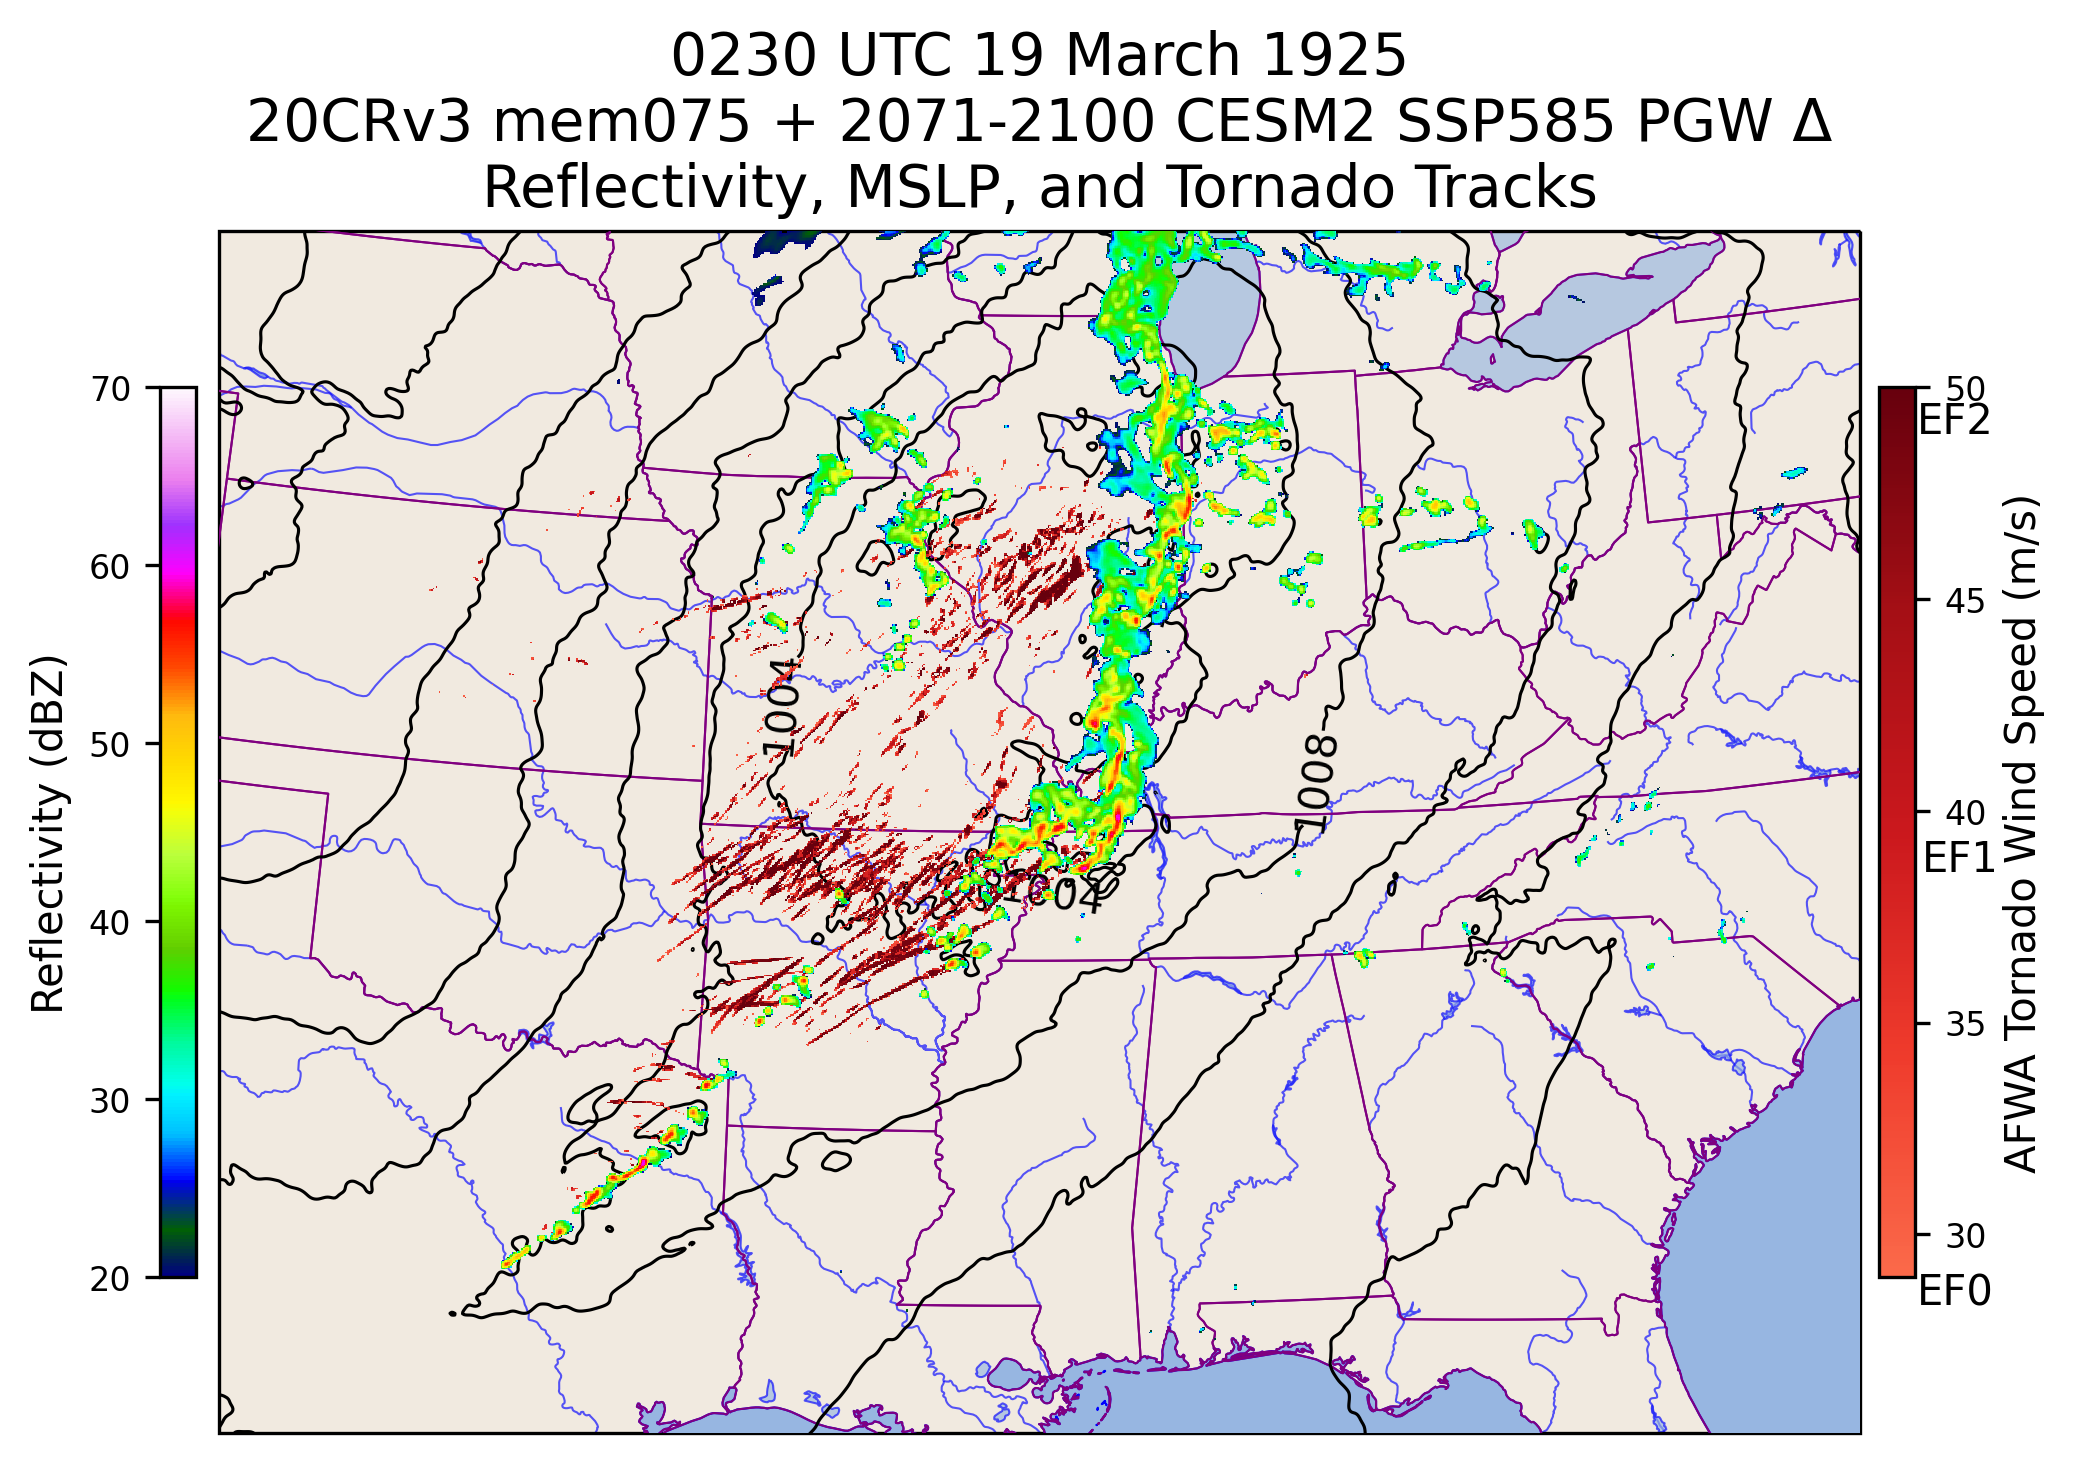 0230 UTC 19 March 1925
20CRv3 mem075 + 2071-2100 CESM2 SSP585 PGW Δ
Reflectivity, MSLP, and Tornado Tracks
70
60
50
40
30
20
Reflectivity (dBZ)
1004
1008
1004
50
EF2
45
40
EF1
35
30
EF0
AFWA Tornado Wind Speed (m/s)